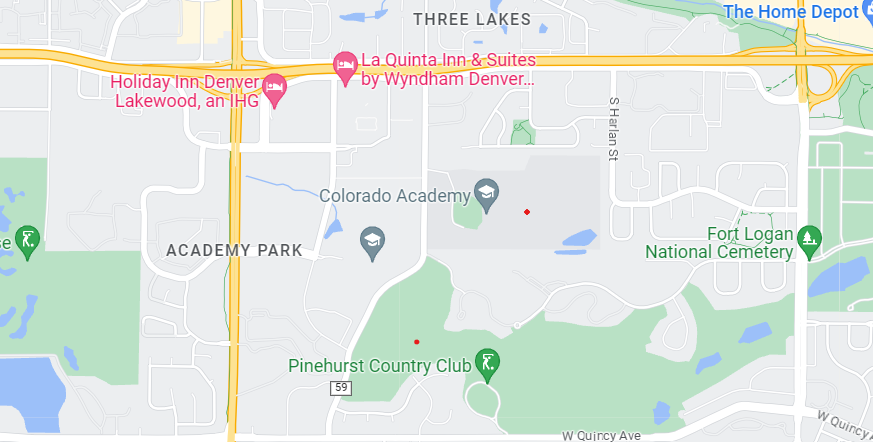 THREE LAKES
The Home Depot
La Quinta Inn & Suites
by Wyndham Denver...
Holiday Inn Denver
Lakewood, an IHG
S Harlan St
Colorado Academy
se
ACADEMY PARK
Fort Logan
National Cemetery
Pinehurst Country Club
59
W Quincy Ave
W Quincy A